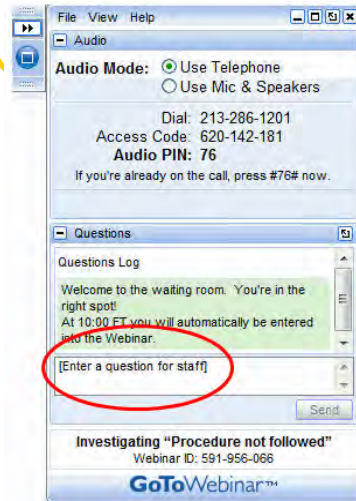 File View Help
Audio
Audio Mode: Use Telephone
Use Mic & Speakers
Dial: 213-286-1201
Access Code: 620-142-181
Audio PIN: 76
If you're already on the call, press #76# now.
Questions
Questions Log
Welcome to the waiting room. You're in the
right spot!
At 10:00 ET you will automatically be entered
into the Webinar.
[Enter a question for staff]
Send
Investigating “Procedure not followed”
Webinar ID: 591-956-066
GoToWebinar™